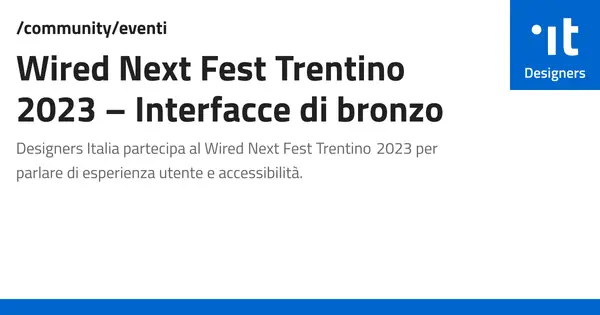 /community/eventi
Wired Next Fest Trentino
2023 – Interfacce di bronzo
Designers Italia partecipa al Wired Next Fest Trentino 2023 per
parlare di esperienza utente e accessibilità.
it
Designers